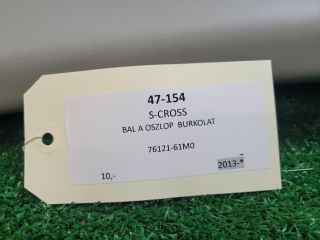 47-154
S-CROSS
BAL A OSZLOP BURKOLAT
76121-61M0
2013-*
10,-